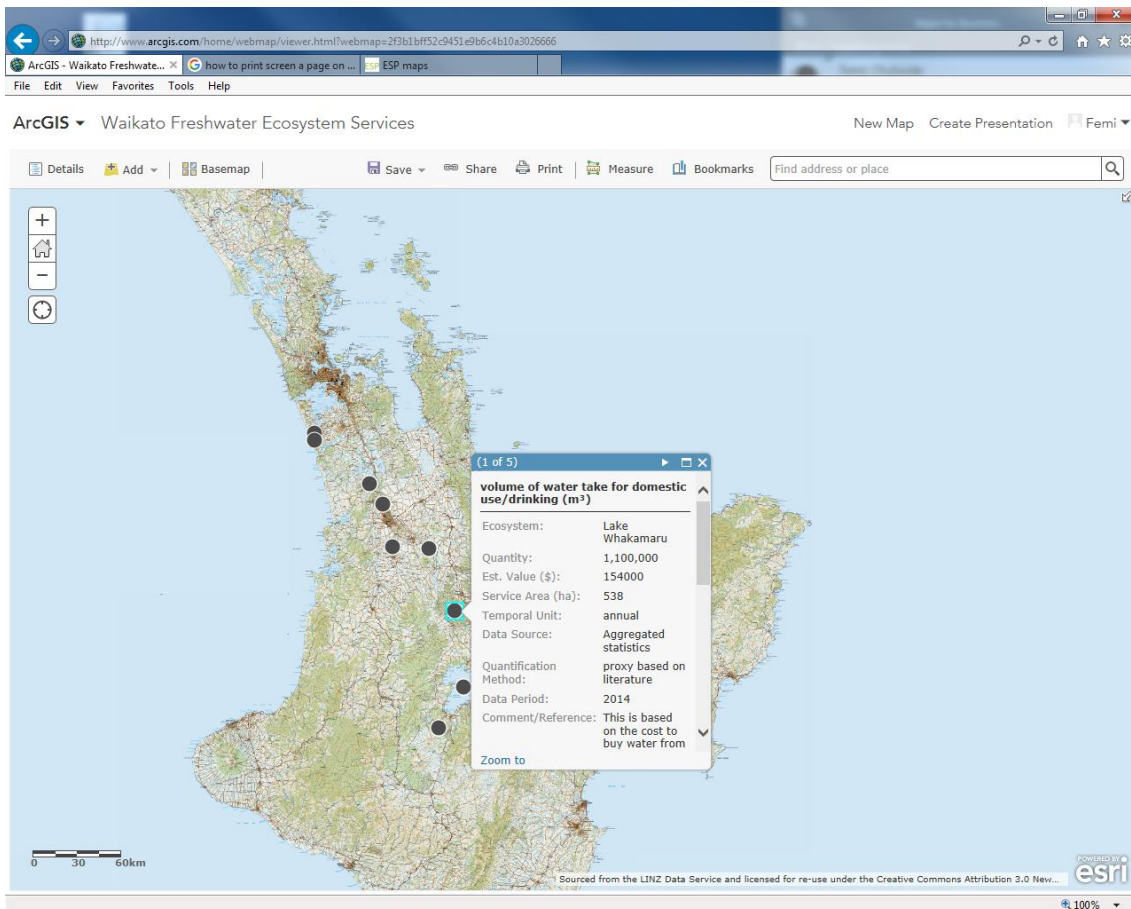 http://www.arcgis.com/home/webmap/viewer.html?webmap=2f3b1bff52c9451e9b6c4b10a3026666
ArcGIS - Waikato Freshwate... × how to print screen a page on ... ESP ESP maps
File Edit View Favorites Tools Help
ArcGIS Waikato Freshwater Ecosystem Services New Map Create Presentation Femi
Details Add Basemap Save Share Print Measure Bookmarks Find address or place
(1 of 5)
volume of water take for domestic
use/drinking (m³)
Ecosystem: Lake
Whakamaru
Quantity: 1,100,000
Est. Value ($): 154000
Service Area (ha): 538
Temporal Unit: annual
Data Source: Aggregated
statistics
Quantification proxy based on
Method: literature
Data Period: 2014
Comment/Reference: This is based
on the cost to
buy water from
Zoom to
0 30 60km
Sourced from the LINZ Data Service and licensed for re-use under the Creative Commons Attribution 3.0 New...
POWERED BY
esri
100%